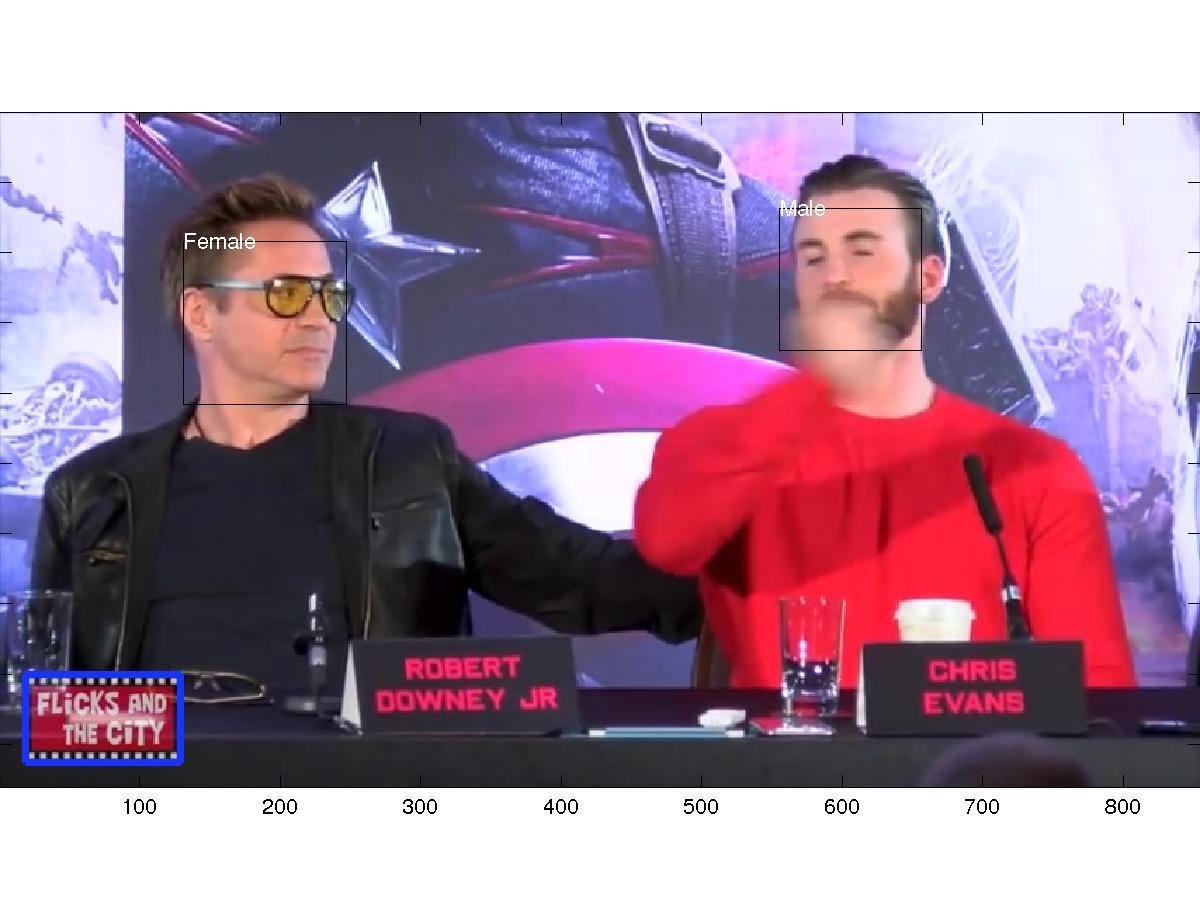 Male
Female
ROBERT
DOWNEY JR
CHRIS
EVANS
FLiCKS AND
THE CiTY
100 200 300 400 500 600 700 800